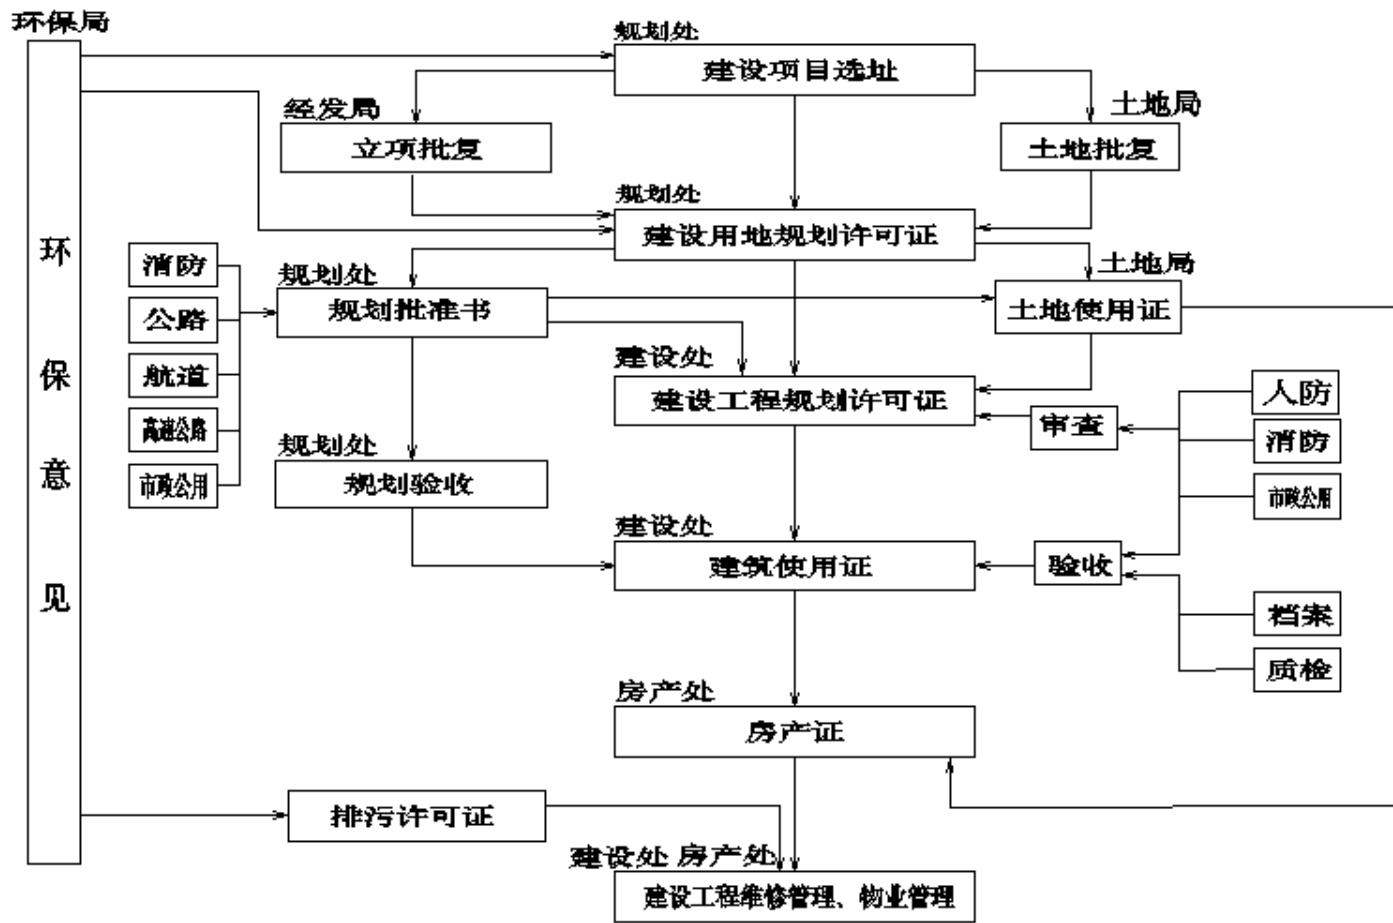 环保局
规划处
建设项目选址
经发局
土地局
立项批复
土地批复
规划处
建设用地规划许可证
环保意见
消防
规划处
土地局
规划批准书
土地使用证
公路
建设处
航道
建设工程规划许可证
人防
审查
高速公路
消防
规划处
市政公用
规划验收
市政公用
建设处
建筑使用证
验收
档案
质检
房产处
房产证
排污许可证
建设处 房产处
建设工程维修管理、物业管理